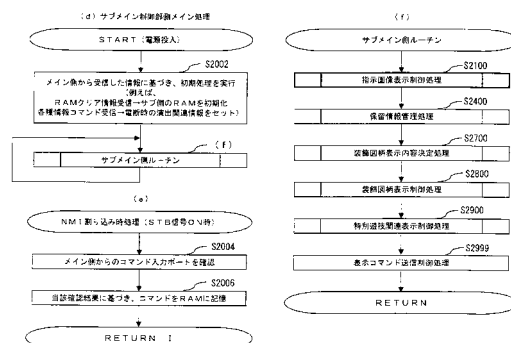 (d) サブメイン制御部側メイン処理
START (電源投入)
S2002
メイン側から受信した情報に基づき、初期処理を実行
(例えば、
RAMクリア情報受信→サブ側のRAMを初期化
各種情報コマンド受信→電断時の演出関連情報をセット)
(f)
サブメイン側ルーチン
(e)
NMI割り込み時処理 (STB信号ON時)
S2004
メイン側からのコマンド入力ポートを確認
S2006
当該確認結果に基づき、コマンドをRAMに記憶
RETURN I
(f)
サブメイン側ルーチン
S2100
指示画像表示制御処理
S2400
保留情報管理処理
S2700
装飾図柄表示内容決定処理
S2800
装飾図柄表示制御処理
S2900
特別遊技関連表示制御処理
S2999
表示コマンド送信制御処理
RETURN